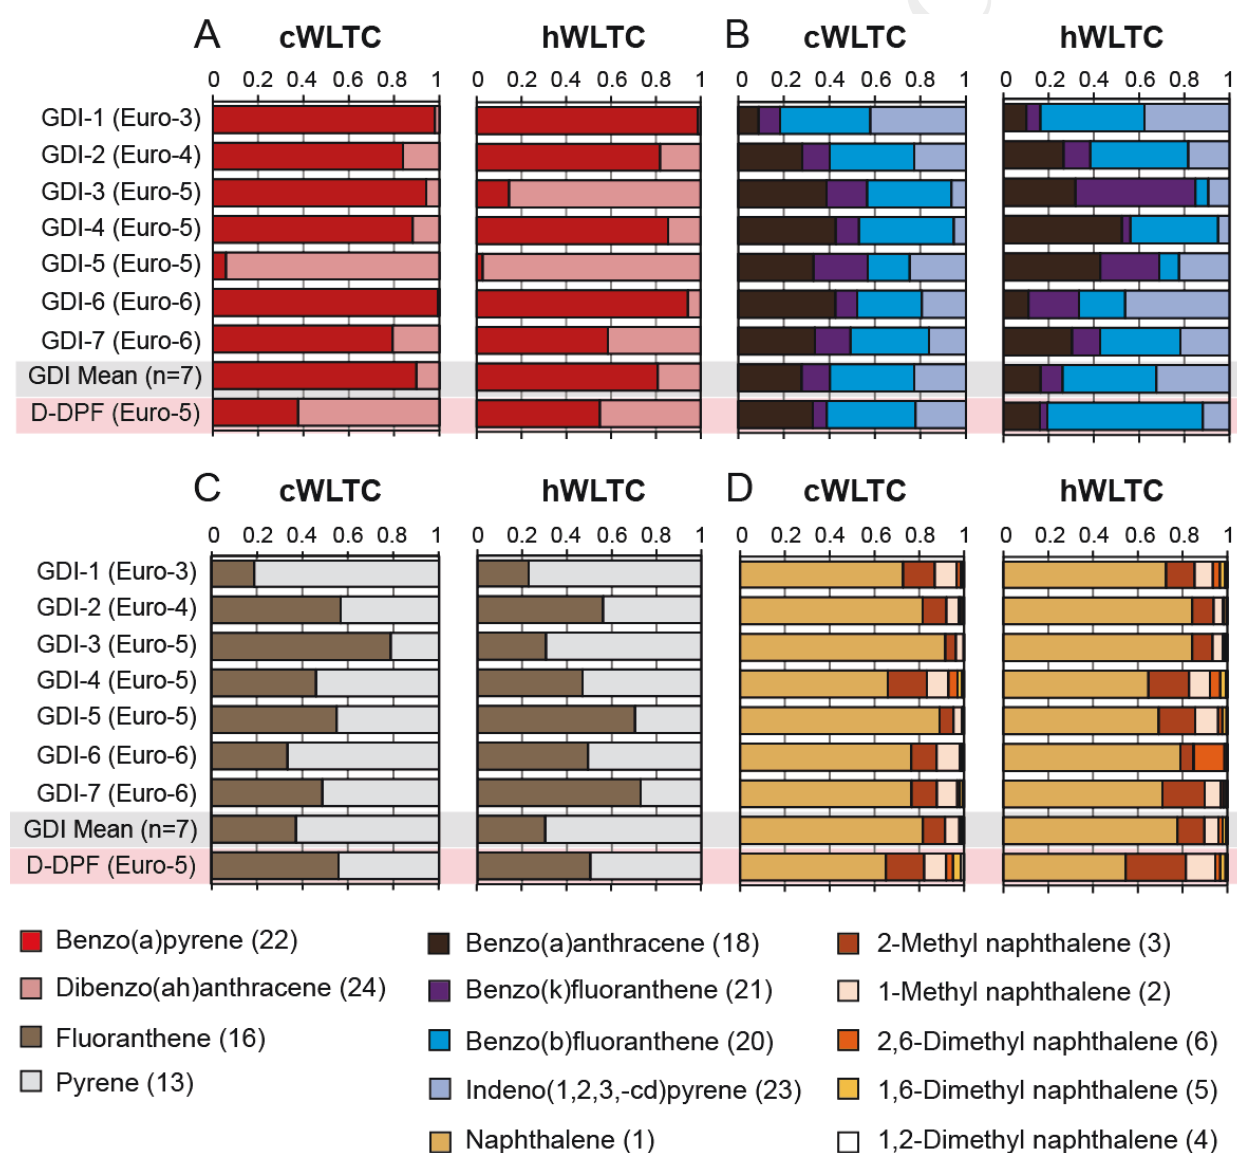 A cWLTC hWLTC B cWLTC hWLTC
0 0.2 0.4 0.6 0.8 1 0 0.2 0.4 0.6 0.8 1 0 0.2 0.4 0.6 0.8 1 0 0.2 0.4 0.6 0.8 1
GDI-1 (Euro-3)
GDI-2 (Euro-4)
GDI-3 (Euro-5)
GDI-4 (Euro-5)
GDI-5 (Euro-5)
GDI-6 (Euro-6)
GDI-7 (Euro-6)
GDI Mean (n=7)
D-DPF (Euro-5)
C cWLTC hWLTC D cWLTC hWLTC
0 0.2 0.4 0.6 0.8 1 0 0.2 0.4 0.6 0.8 1 0 0.2 0.4 0.6 0.8 1 0 0.2 0.4 0.6 0.8 1
GDI-1 (Euro-3)
GDI-2 (Euro-4)
GDI-3 (Euro-5)
GDI-4 (Euro-5)
GDI-5 (Euro-5)
GDI-6 (Euro-6)
GDI-7 (Euro-6)
GDI Mean (n=7)
D-DPF (Euro-5)
Benzo(a)pyrene (22)
Dibenzo(ah)anthracene (24)
Fluoranthene (16)
Pyrene (13)
Benzo(a)anthracene (18)
Benzo(k)fluoranthene (21)
Benzo(b)fluoranthene (20)
Indeno(1,2,3,-cd)pyrene (23)
Naphthalene (1)
2-Methyl naphthalene (3)
1-Methyl naphthalene (2)
2,6-Dimethyl naphthalene (6)
1,6-Dimethyl naphthalene (5)
1,2-Dimethyl naphthalene (4)